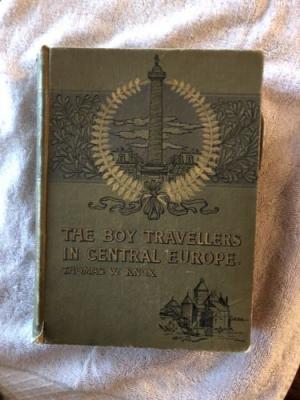 THE BOY TRAVELLERS
IN CENTRAL EUROPE.
THOMAS W. KNOX